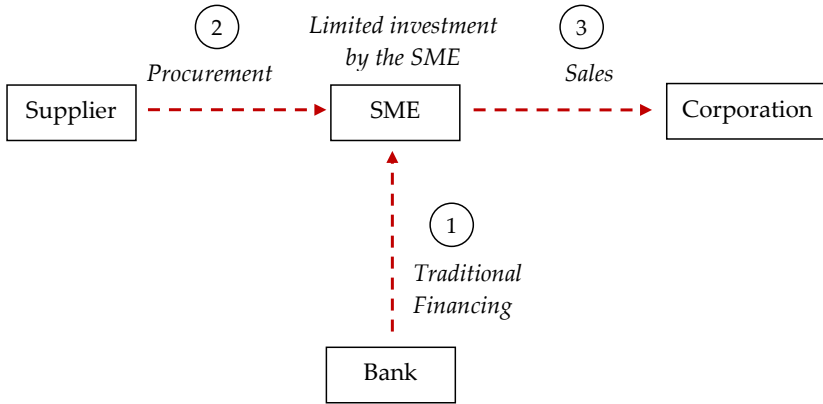 2
Limited investment
by the SME
3
Procurement
Sales
Supplier
SME
Corporation
1
Traditional
Financing
Bank